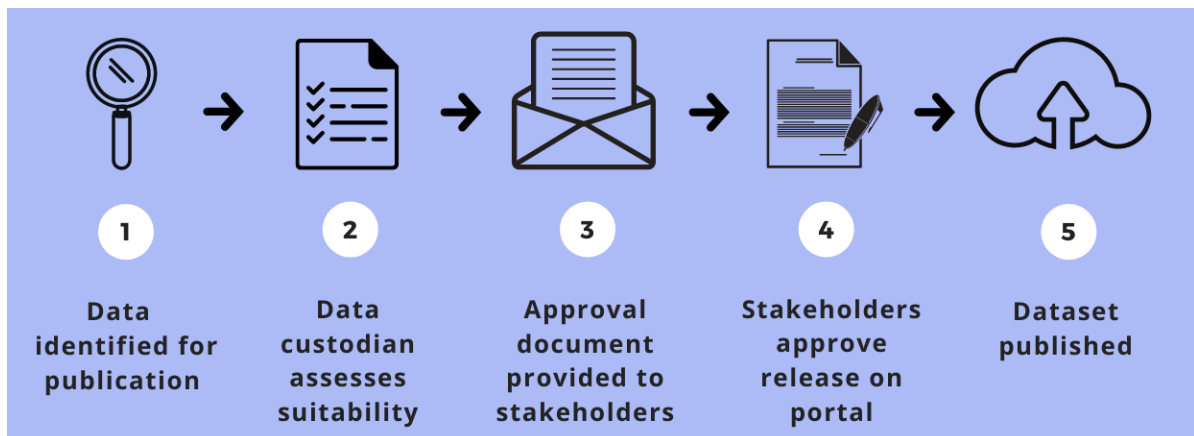 1
2
3
4
5
Data
identified for
publication
Data
custodian
assesses
suitability
Approval
document
provided to
stakeholders
Stakeholders
approve
release on
portal
Dataset
published